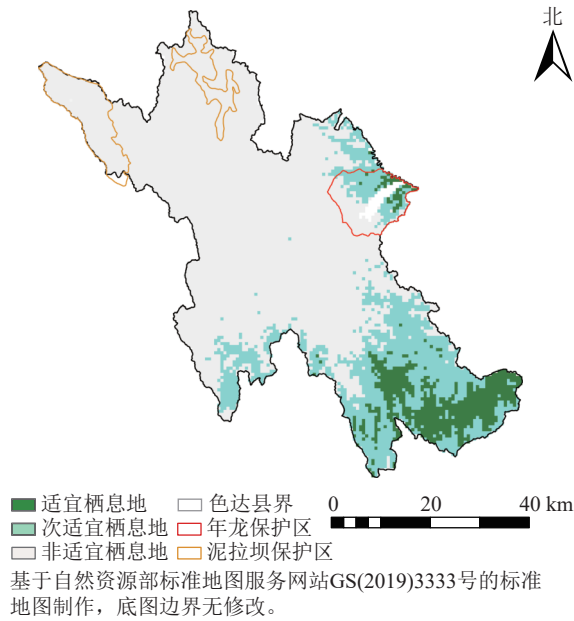 北
适宜栖息地 色达县界 0 20 40 km
次适宜栖息地 年龙保护区
非适宜栖息地 泥拉坝保护区
基于自然资源部标准地图服务网站GS(2019)3333号的标准
地图制作，底图边界无修改。